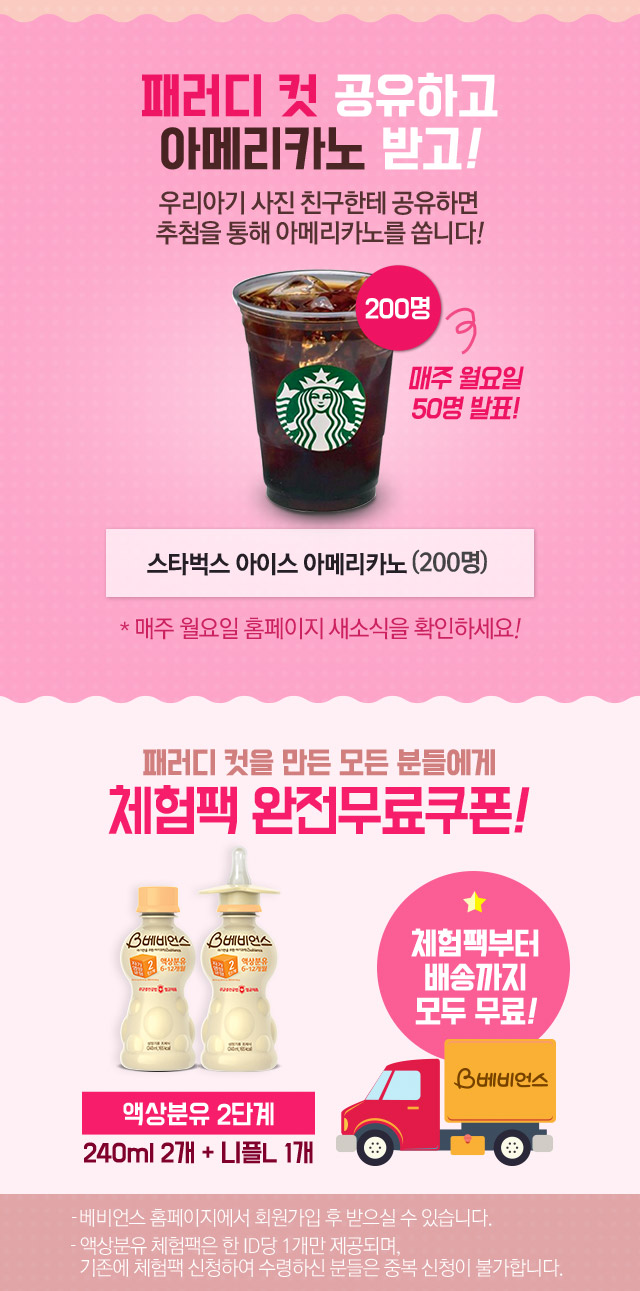 패러디 컷 공유하고
아메리카노 받고!
우리아기 사진 친구한테 공유하면
추첨을 통해 아메리카노를 쏩니다!
200명
매주 월요일
50명 발표!
스타벅스 아이스 아메리카노 (200명)
* 매주 월요일 홈페이지 새소식을 확인하세요!
패러디 컷을 만든 모든 분들에게
체험팩 완전무료쿠폰!
베비언스
2
액상분유
6-12개월
240ml
베비언스
2
액상분유
6-12개월
240ml
체험팩부터
배송까지
모두 무료!
베비언스
액상분유 2단계
240ml 2개 + 니플L 1개
- 베비언스 홈페이지에서 회원가입 후 받으실 수 있습니다.
- 액상분유 체험팩은 한 ID당 1개만 제공되며,
기존에 체험팩 신청하여 수령하신 분들은 중복 신청이 불가합니다.